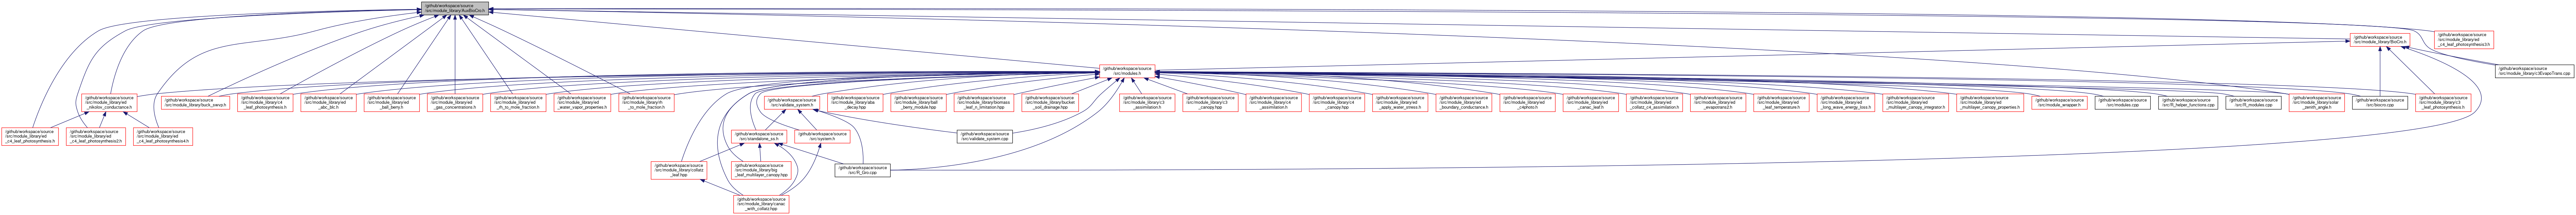 /github/workspace/source
/src/module_library/AuxBioCro.h
/github/workspace/source
/src/module_library/BioCro.h
/github/workspace/source
/src/module_library/ed
_c4_leaf_photosynthesis3.h
/github/workspace/source
/src/modules.h
/github/workspace/source
/src/module_library/c3EvapoTrans.cpp
/github/workspace/source
/src/module_library/ed
_nikolov_conductance.h
/github/workspace/source
/src/module_library/buck_swvp.h
/github/workspace/source
/src/module_library/c4
_leaf_photosynthesis.h
/github/workspace/source
/src/module_library/ed
_abs_bbl.h
/github/workspace/source
/src/module_library/ed
_ball_berry.h
/github/workspace/source
/src/module_library/ed
_gas_concentrations.h
/github/workspace/source
/src/module_library/ed
_rh_to_mole_fraction.h
/github/workspace/source
/src/module_library/ed
_water_vapor_properties.h
/github/workspace/source
/src/module_library/rh
_to_mole_fraction.h
/github/workspace/source
/src/validate_system.h
/github/workspace/source
/src/module_library/aba
_decay.hpp
/github/workspace/source
/src/module_library/ball
_berry_module.hpp
/github/workspace/source
/src/module_library/biomass
_leaf_n_limitation.hpp
/github/workspace/source
/src/module_library/bucket
_soil_drainage.hpp
/github/workspace/source
/src/module_library/c3
_assimilation.h
/github/workspace/source
/src/module_library/c3
_canopy.hpp
/github/workspace/source
/src/module_library/c4
_assimilation.h
/github/workspace/source
/src/module_library/c4
_canopy.hpp
/github/workspace/source
/src/module_library/ed
_apply_water_stress.h
/github/workspace/source
/src/module_library/ed
_boundary_conductance.h
/github/workspace/source
/src/module_library/ed
_c4photo.h
/github/workspace/source
/src/module_library/ed
_canac_leaf.h
/github/workspace/source
/src/module_library/ed
_collatz_c4_assimilation.h
/github/workspace/source
/src/module_library/ed
_evapotrans2.h
/github/workspace/source
/src/module_library/ed
_leaf_temperature.h
/github/workspace/source
/src/module_library/ed
_long_wave_energy_loss.h
/github/workspace/source
/src/module_library/ed
_multilayer_canopy_integrator.h
/github/workspace/source
/src/module_library/ed
_multilayer_canopy_properties.h
/github/workspace/source
/src/module_wrapper.h
/github/workspace/source
/src/modules.cpp
/github/workspace/source
/src/R_helper_functions.cpp
/github/workspace/source
/src/R_modules.cpp
/github/workspace/source
/src/module_library/solar
_zenith_angle.h
/github/workspace/source
/src/biocro.cpp
/github/workspace/source
/src/module_library/c3
_leaf_photosynthesis.h
/github/workspace/source
/src/module_library/ed
_c4_leaf_photosynthesis.h
/github/workspace/source
/src/module_library/ed
_c4_leaf_photosynthesis2.h
/github/workspace/source
/src/module_library/ed
_c4_leaf_photosynthesis4.h
/github/workspace/source
/src/standalone_ss.h
/github/workspace/source
/src/system.h
/github/workspace/source
/src/validate_system.cpp
/github/workspace/source
/src/module_library/collatz
_leaf.hpp
/github/workspace/source
/src/module_library/big
_leaf_multilayer_canopy.hpp
/github/workspace/source
/src/R_Gro.cpp
/github/workspace/source
/src/module_library/canac
_with_collatz.hpp